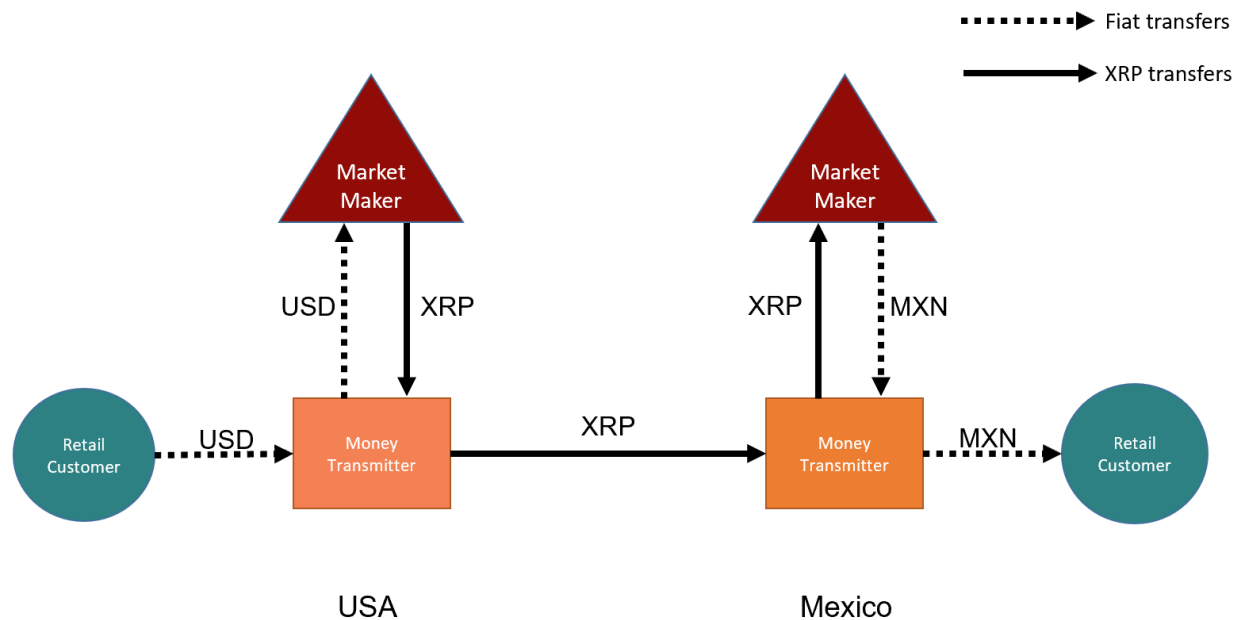 Fiat transfers
XRP transfers
Market
Maker
Market
Maker
USD
XRP
XRP
MXN
Retail
Customer
USD
Money
Transmitter
XRP
Money
Transmitter
MXN
Retail
Customer
USA
Mexico